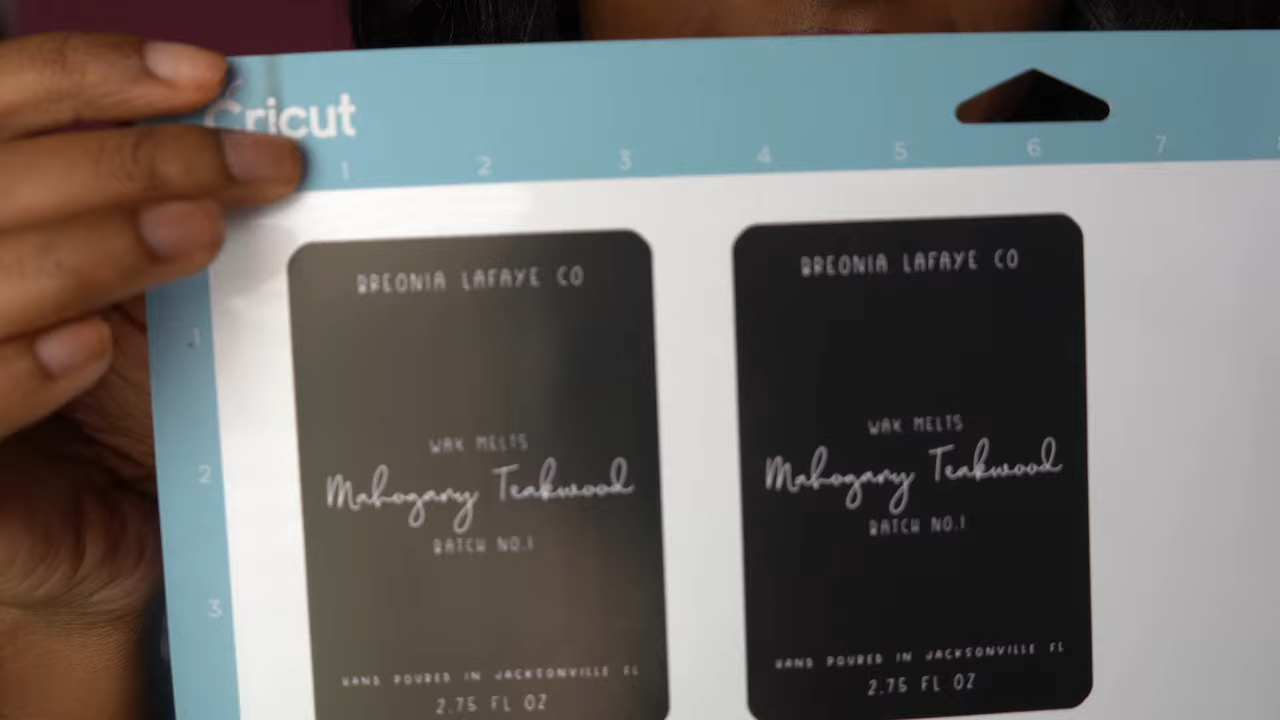 Cricut
1 2 3 4 5 6 7
1
2
3
BREONIA LAFAYE CO
WAX MELTS
Mahogany Teakwood
BATCH NO.1
HAND POURED IN JACKSONVILLE FL
2.75 FL OZ
BREONIA LAFAYE CO
WAX MELTS
Mahogany Teakwood
BATCH NO.1
HAND POURED IN JACKSONVILLE FL
2.75 FL OZ